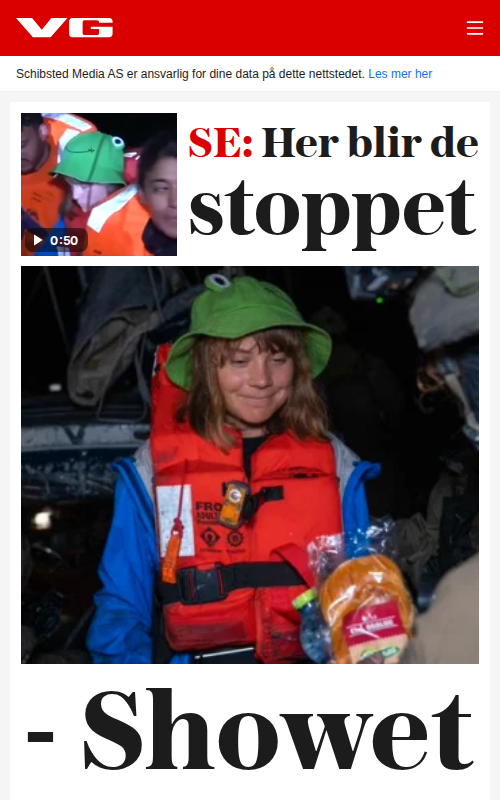 VG
Schibsted Media AS er ansvarlig for dine data på dette nettstedet. Les mer her
SE: Her blir de
stoppet
0:50
FRO
ADULT
- Showet